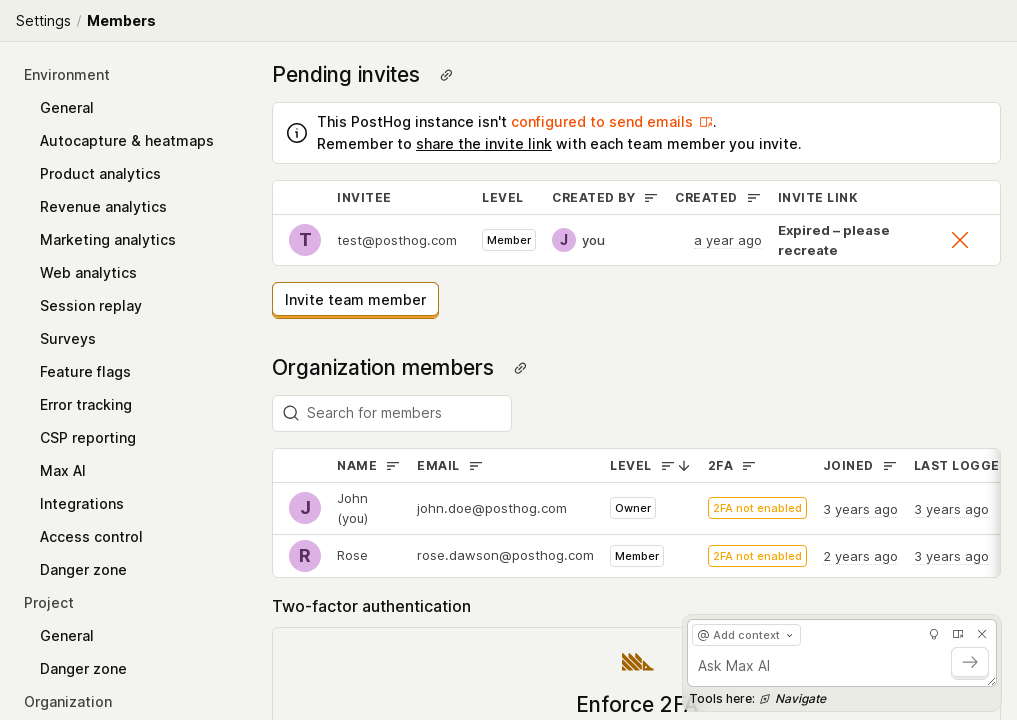 Settings / Members
Environment
General
Autocapture & heatmaps
Product analytics
Revenue analytics
Marketing analytics
Web analytics
Session replay
Surveys
Feature flags
Error tracking
CSP reporting
Max AI
Integrations
Access control
Danger zone
Project
General
Danger zone
Organization
Pending invites
This PostHog instance isn't configured to send emails.
Remember to share the invite link with each team member you invite.
INVITEE LEVEL CREATED BY CREATED INVITE LINK
T test@posthog.com Member J you a year ago Expired – please
recreate
Invite team member
Organization members
Search for members
NAME EMAIL LEVEL 2FA JOINED LAST LOGGE
J John
(you) john.doe@posthog.com Owner 2FA not enabled 3 years ago 3 years ago
R Rose rose.dawson@posthog.com Member 2FA not enabled 2 years ago 3 years ago
Two-factor authentication
Enforce 2FA
@ Add context
Ask Max AI
Tools here: Navigate